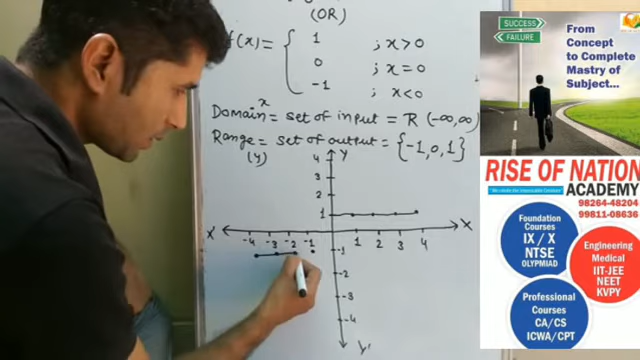 (OR)
f(x) = { 1 ; x > 0
0 ; x = 0
-1 ; x < 0
Domain = set of input = R (-∞, ∞)
x
Range = set of output = {-1, 0, 1}
(y)
Y
4
3
2
1
X'
-4 -3 -2 -1
1 2 3 4
X
-1
-2
-3
-4
Y'
SUCCESS
FAILURE
From
Concept
to Complete
Mastry of
Subject...
RISE OF NATION
ACADEMY
98264-48204
99811-08636
Foundation
Courses
IX / X
NTSE
OLYPMIAD
Engineering
Medical
IIT-JEE
NEET
KVPY
Professional
Courses
CA/CS
ICWA/CPT